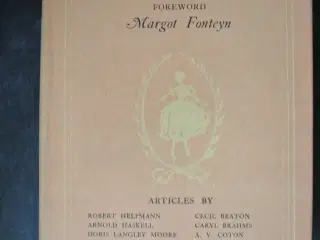 FOREWORD
Margot Fonteyn
ARTICLES BY
ROBERT HELPMANN CECIL BEATON
ARNOLD HASKELL CARYL BRAHMS
DORIS LANGLEY MOORE A. V. COTON